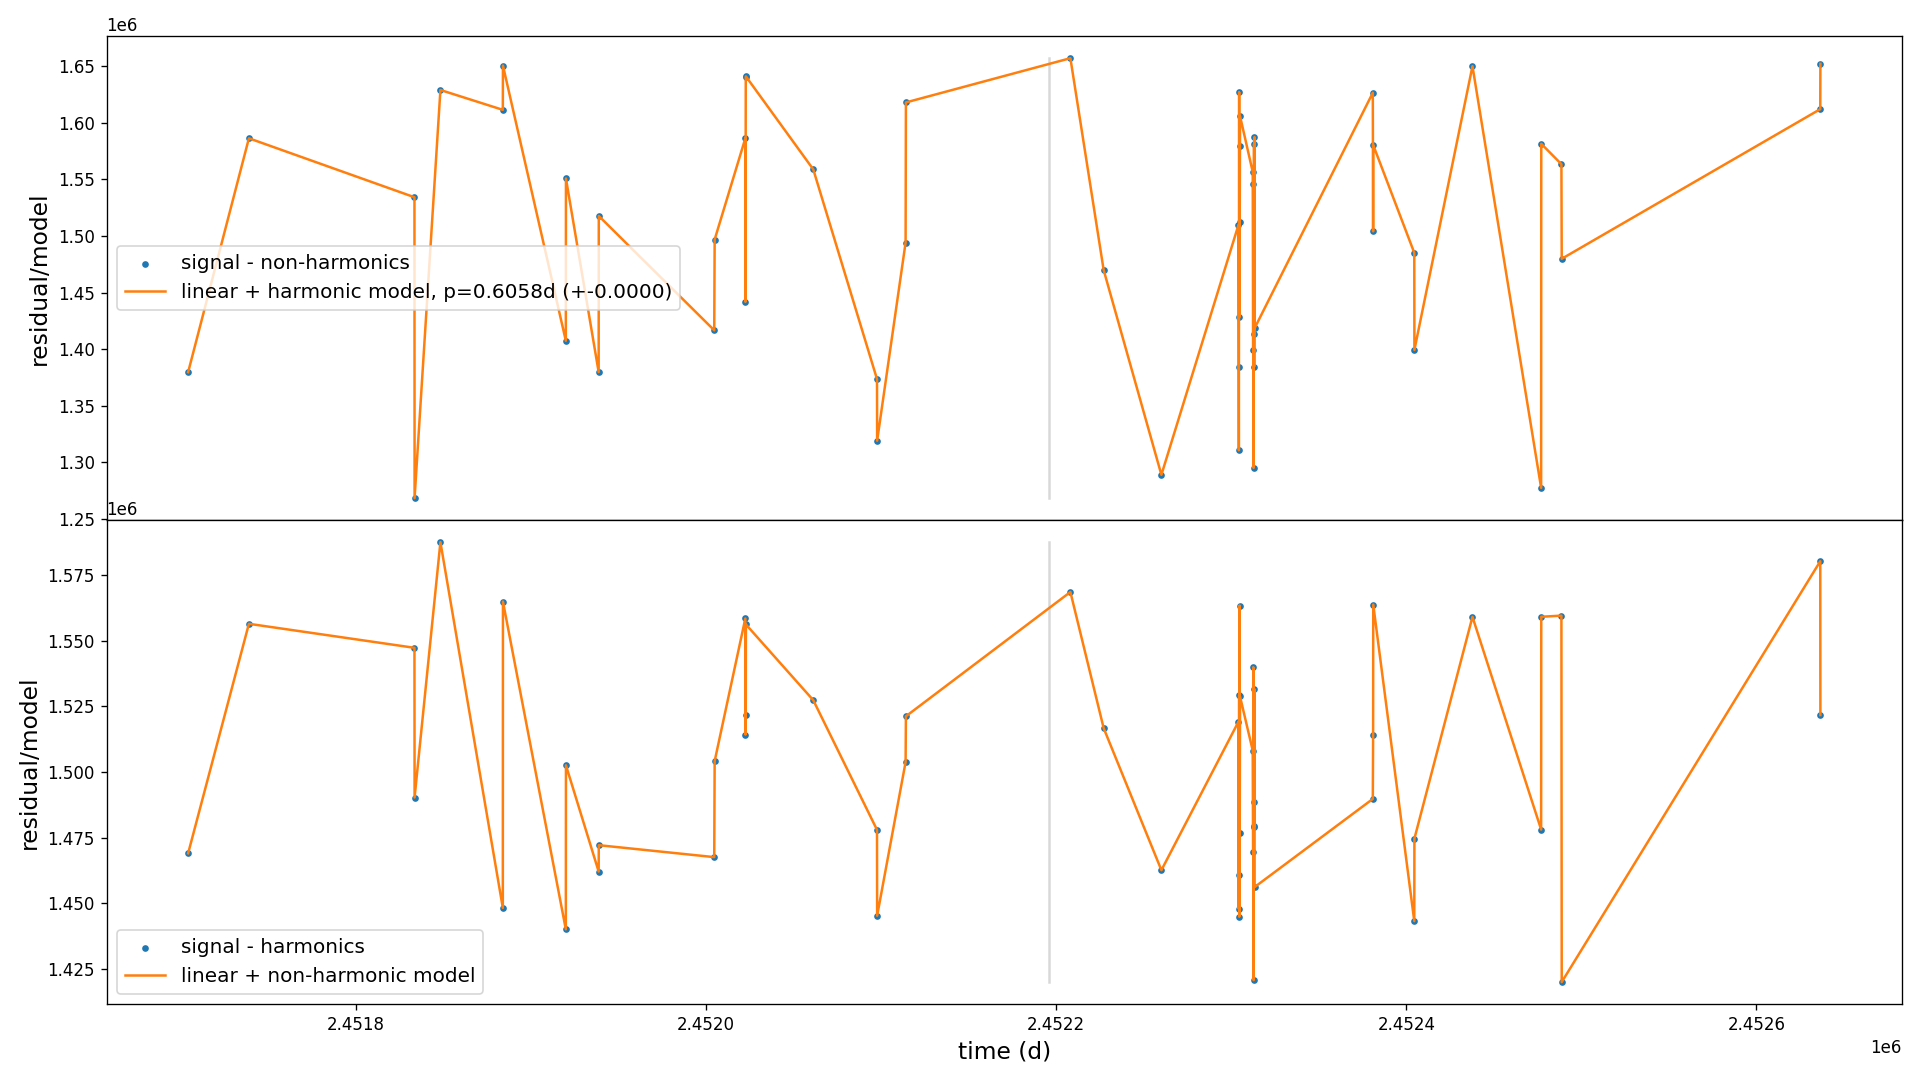 1e6
1.65
1.60
1.55
1.50
1.45
1.40
1.35
1.30
1.25
residual/model
signal - non-harmonics
linear + harmonic model, p=0.6058d (+-0.0000)
1e6
1.575
1.550
1.525
1.500
1.475
1.450
1.425
residual/model
signal - harmonics
linear + non-harmonic model
2.4518 2.4520 2.4522 2.4524 2.4526
1e6
time (d)